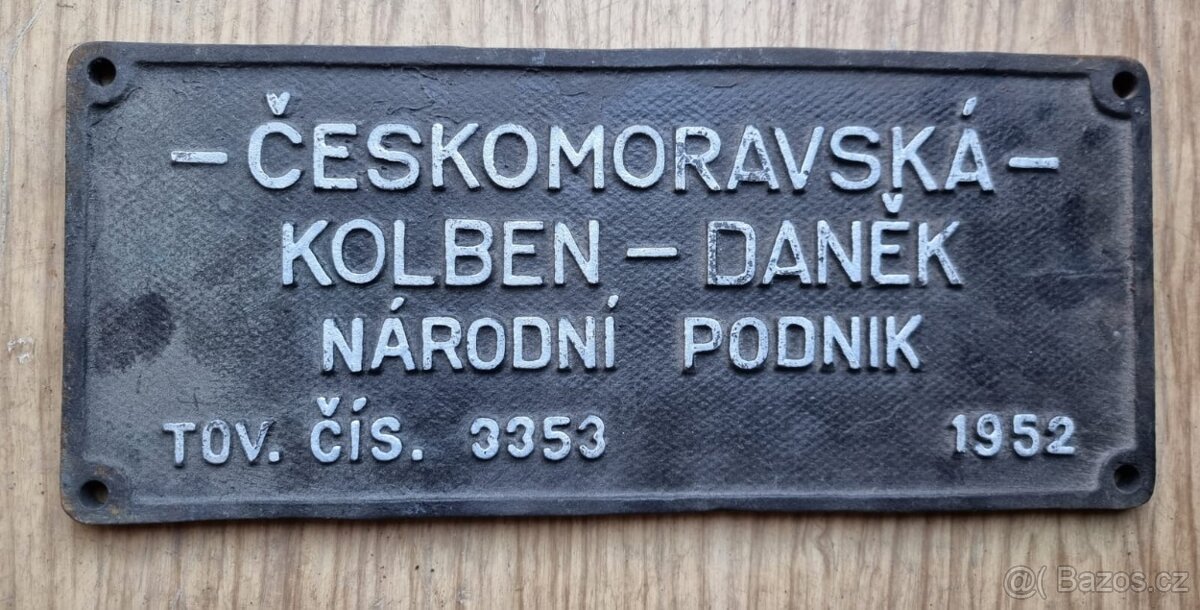 – ČESKOMORAVSKÁ –
KOLBEN – DANĚK
NÁRODNÍ PODNIK
TOV. ČÍS. 3353 1952
@( Bazos.cz